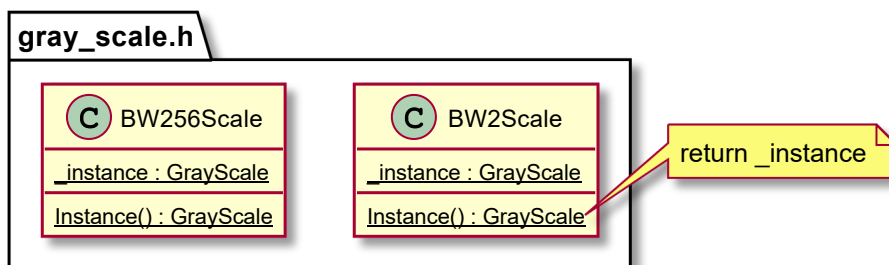 gray_scale.h
C BW256Scale
_instance : GrayScale
Instance() : GrayScale
C BW2Scale
_instance : GrayScale
Instance() : GrayScale
return _instance